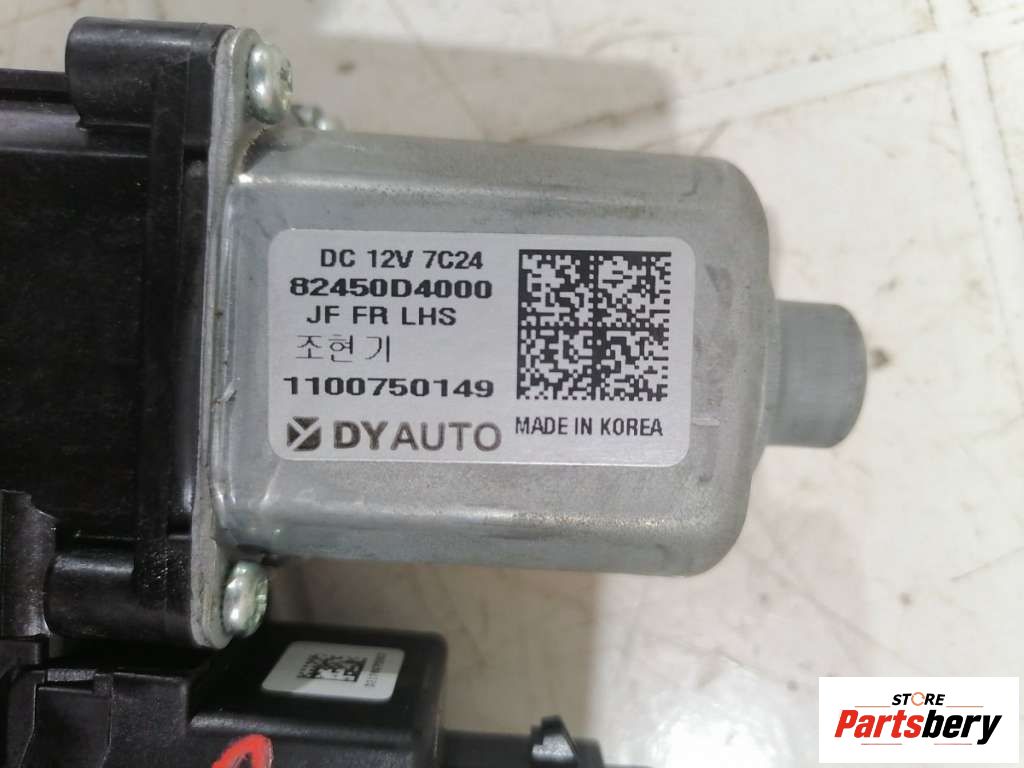 DC 12V 7C24
82450D4000
JF FR LHS
조현기
1100750149
DYAUTO
MADE IN KOREA
STORE
Partsbery